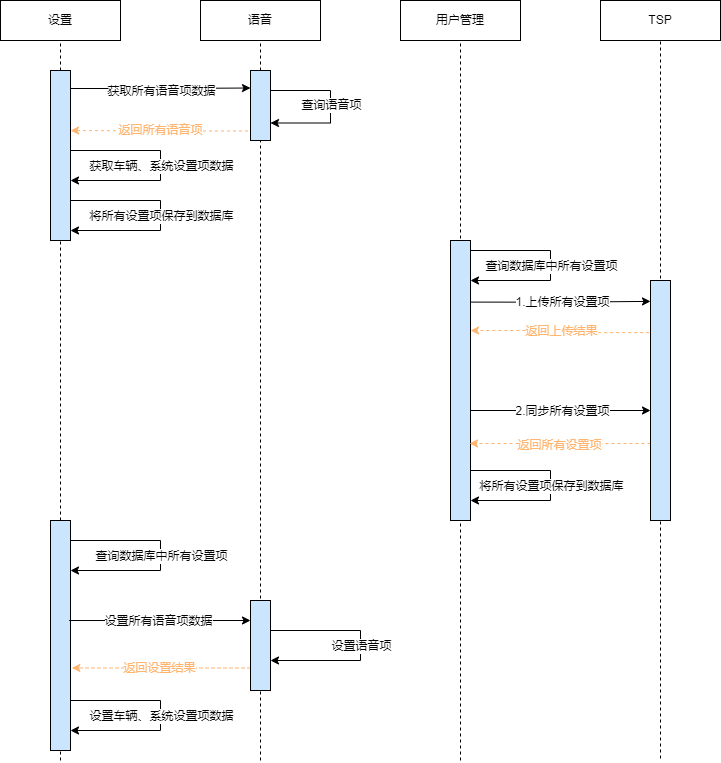 设置
语音
用户管理
TSP
获取所有语音项数据
查询语音项
返回所有语音项
获取车辆、系统设置项数据
将所有设置项保存到数据库
查询数据库中所有设置项
1.上传所有设置项
返回上传结果
2.同步所有设置项
返回所有设置项
将所有设置项保存到数据库
查询数据库中所有设置项
设置所有语音项数据
设置语音项
返回设置结果
设置车辆、系统设置项数据